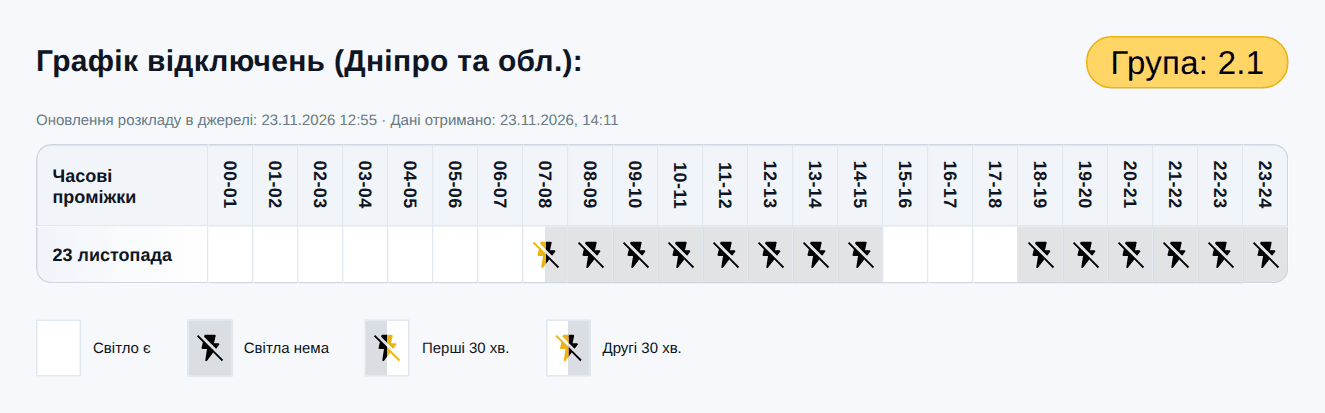 Графік відключень (Дніпро та обл.):
Група: 2.1
Оновлення розкладу в джерелі: 23.11.2026 12:55 · Дані отримано: 23.11.2026, 14:11
Часові
проміжки
00-01
01-02
02-03
03-04
04-05
05-06
06-07
07-08
08-09
09-10
10-11
11-12
12-13
13-14
14-15
15-16
16-17
17-18
18-19
19-20
20-21
21-22
22-23
23-24
23 листопада
Світло є
Світла нема
Перші 30 хв.
Другі 30 хв.